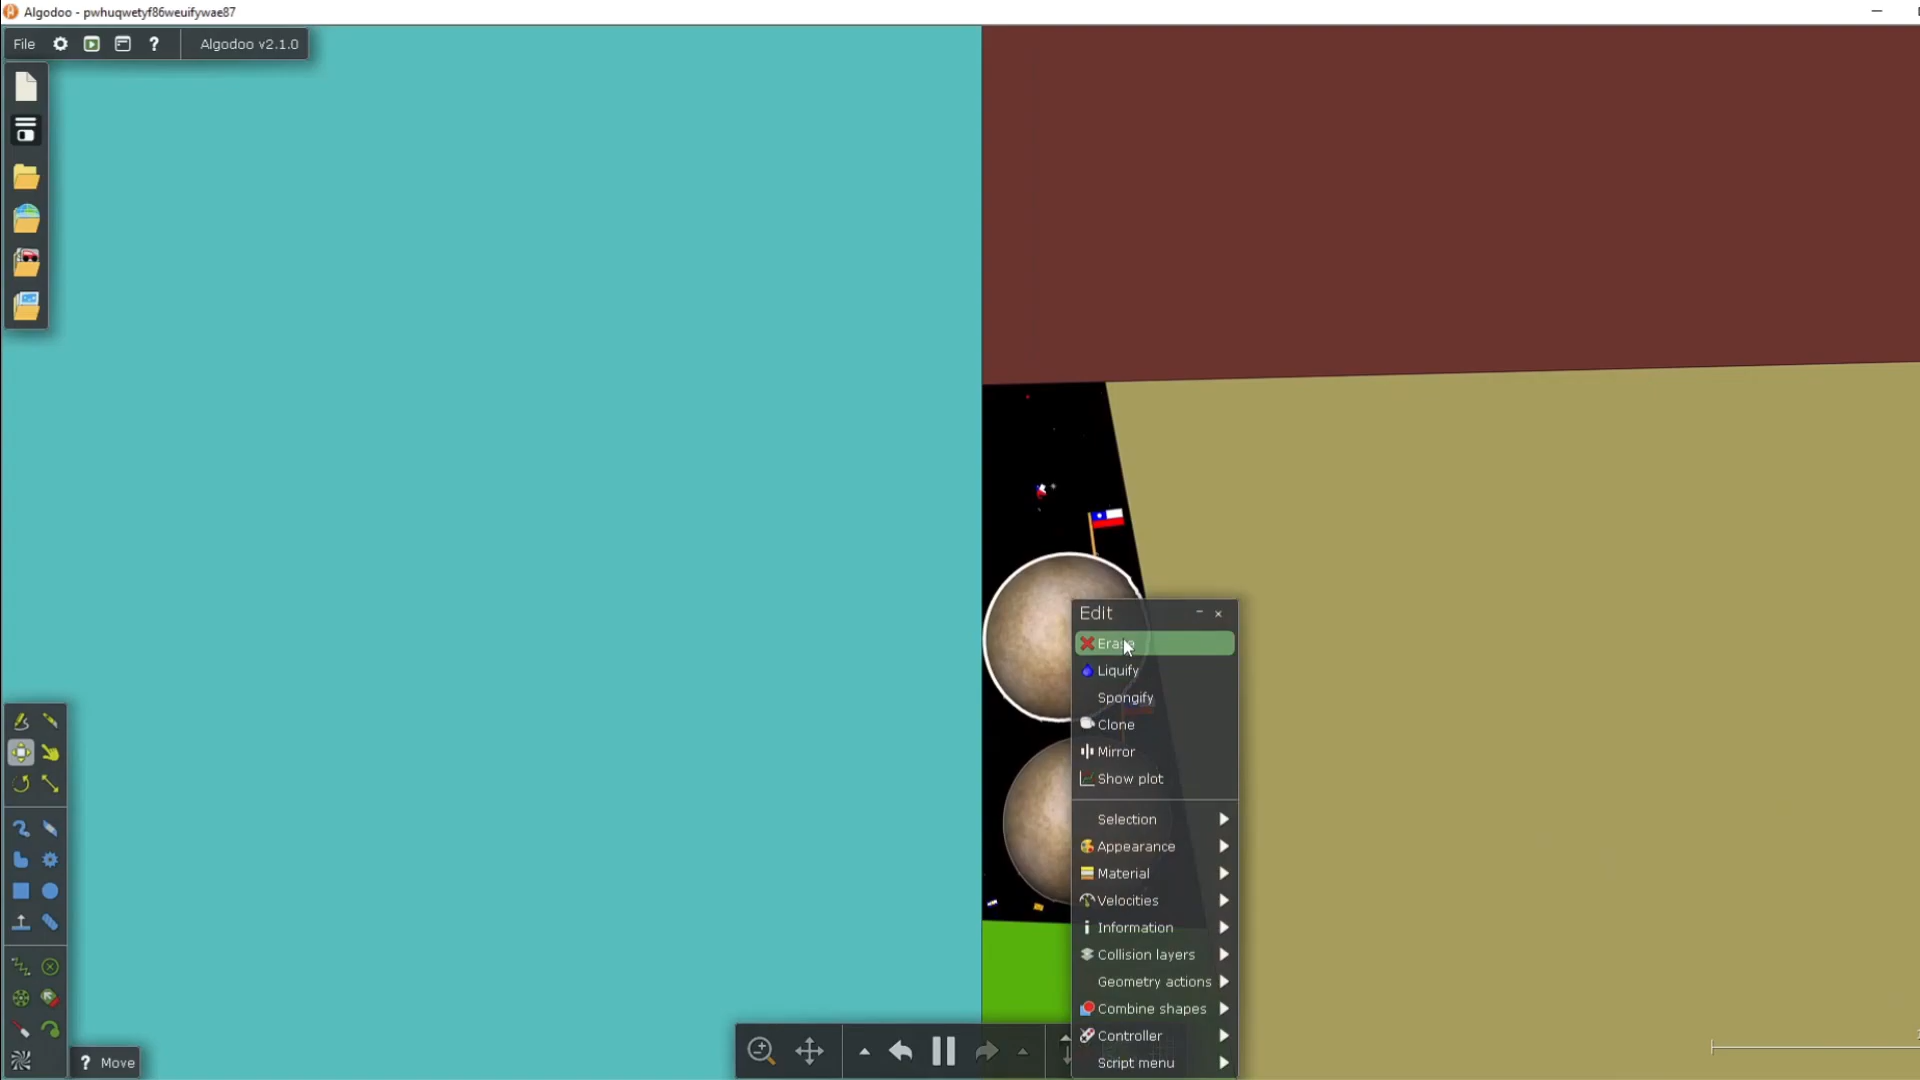 Algodoo - pwhuqwetyf86weuifywae87
File
?
Algodoo v2.1.0
Edit
Erase
Liquify
Spongify
Clone
Mirror
Show plot
Selection
Appearance
Material
Velocities
Information
Collision layers
Geometry actions
Combine shapes
Controller
Script menu
? Move